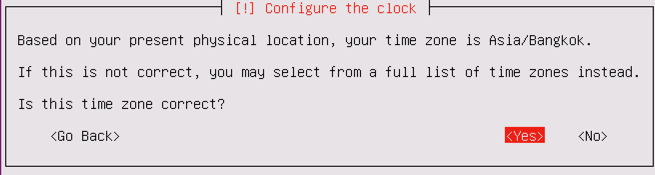 [!] Configure the clock
Based on your present physical location, your time zone is Asia/Bangkok.
If this is not correct, you may select from a full list of time zones instead.
Is this time zone correct?
<Go Back> <Yes> <No>